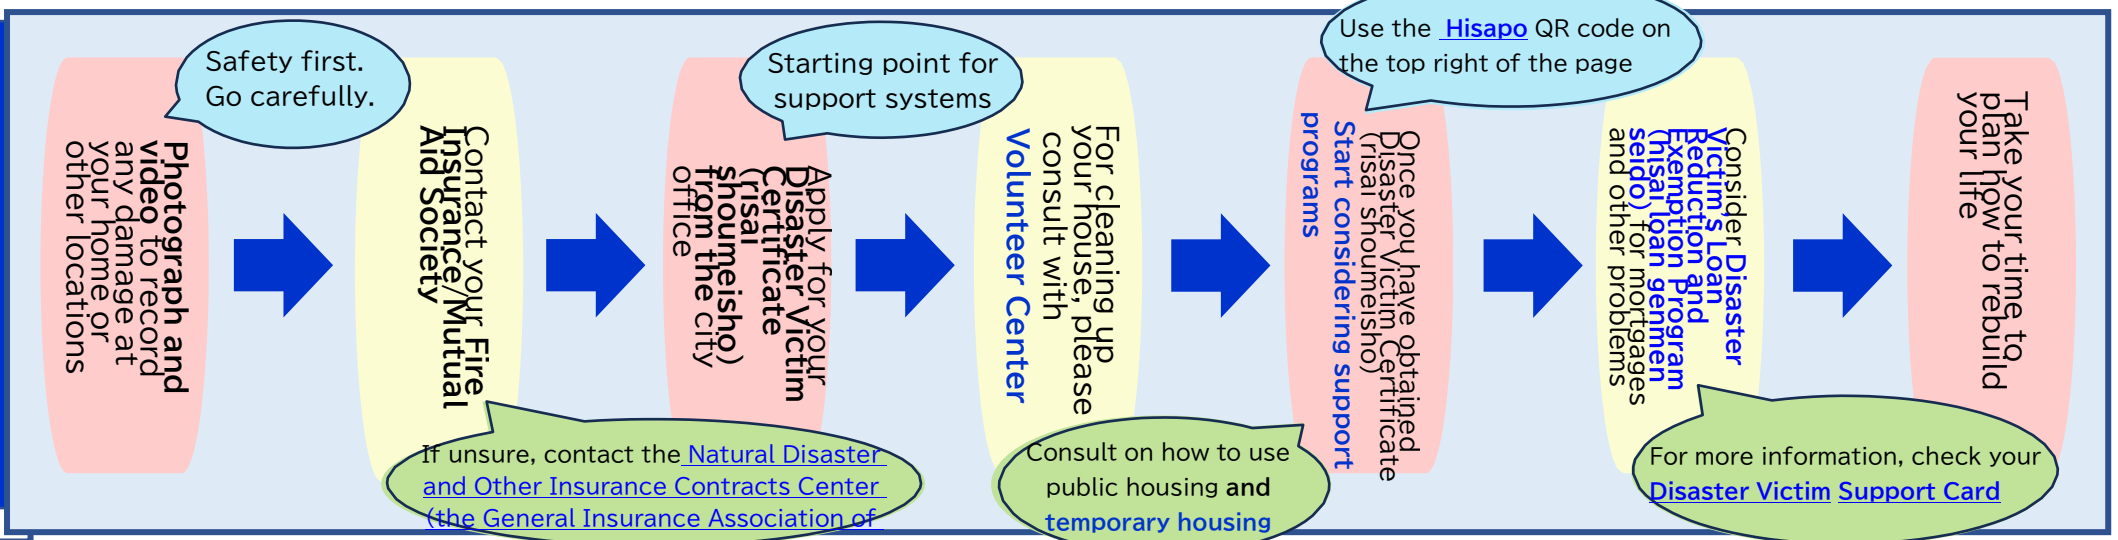 Photograph and
video to record
any damage at
your home or
other locations
Safety first.
Go carefully.
Contact your Fire
Insurance/Mutual
Aid Society
If unsure, contact the Natural Disaster
and Other Insurance Contracts Center
(the General Insurance Association of
Apply for your
Disaster Victim
Certificate
(risai
shoumeisho)
from the city
office
Starting point for
support systems
For cleaning up
your house, please
consult with
Volunteer Center
Consult on how to use
public housing and
temporary housing
Once you have obtained
Disaster Victim Certificate
(risai shoumeisho)
Start considering support
programs
Use the Hisapo QR code on
the top right of the page
Consider Disaster
Victim's Loan
Reduction and
Exemption Program
(hisai loan genmen
seido) for mortgages
and other problems
For more information, check your
Disaster Victim Support Card
Take your time to
plan how to rebuild
your life